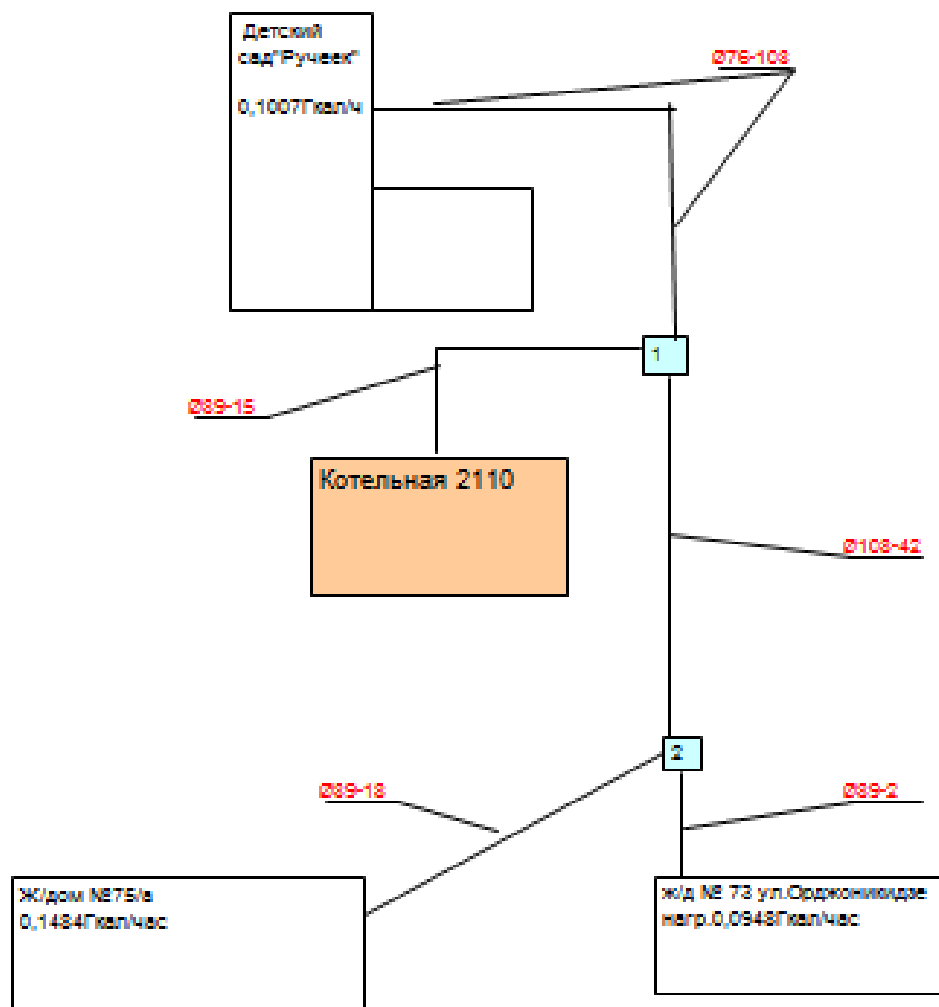 Детский
сад"Ручеек"
0,1007Гкал/ч
Ø76-108
1
Ø89-15
Котельная 2110
Ø108-42
2
Ø89-18
Ø89-2
Ж/дом №75/а
0,1484Гкал/час
ж/д № 73 ул.Орджоникидзе
нагр.0,0948Гкал/час